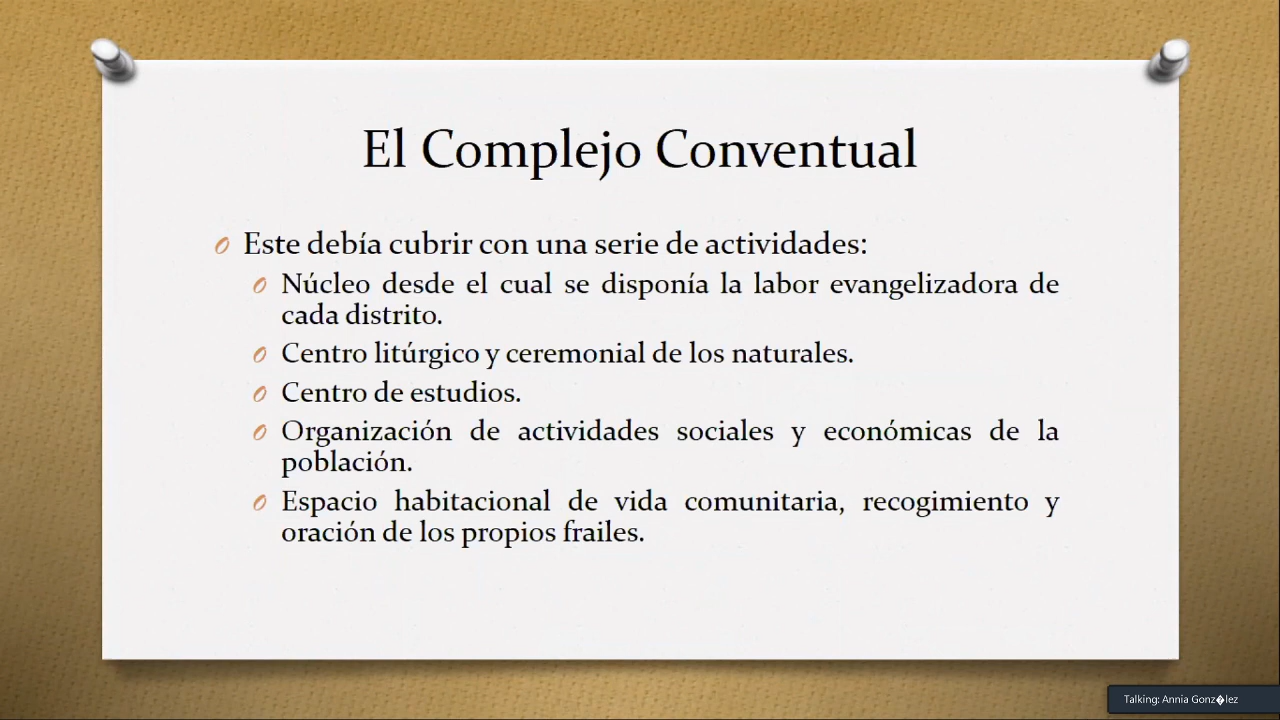 El Complejo Conventual
Este debía cubrir con una serie de actividades:
Núcleo desde el cual se disponía la labor evangelizadora de
cada distrito.
Centro litúrgico y ceremonial de los naturales.
Centro de estudios.
Organización de actividades sociales y económicas de la
población.
Espacio habitacional de vida comunitaria, recogimiento y
oración de los propios frailes.
Talking: Annia Gonz�lez